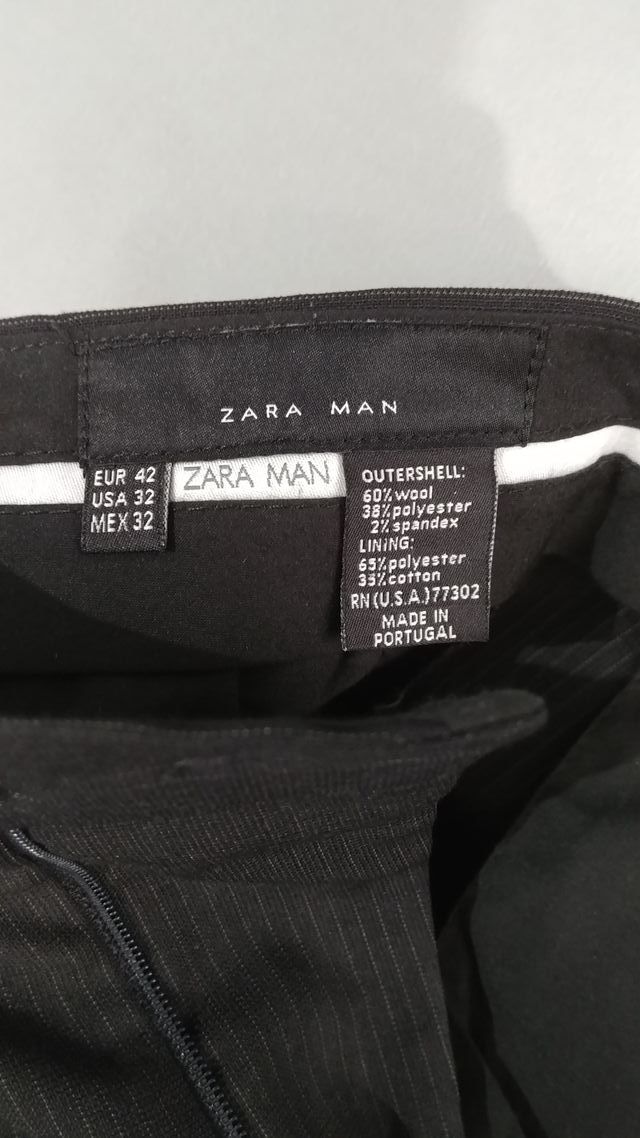 ZARA MAN
EUR 42
USA 32
MEX 32
ZARA MAN
OUTERSHELL:
60%wool
38%polyester
2%spandex
LINING:
65%polyester
35%cotton
RN(U.S.A.)77302
MADE IN
PORTUGAL